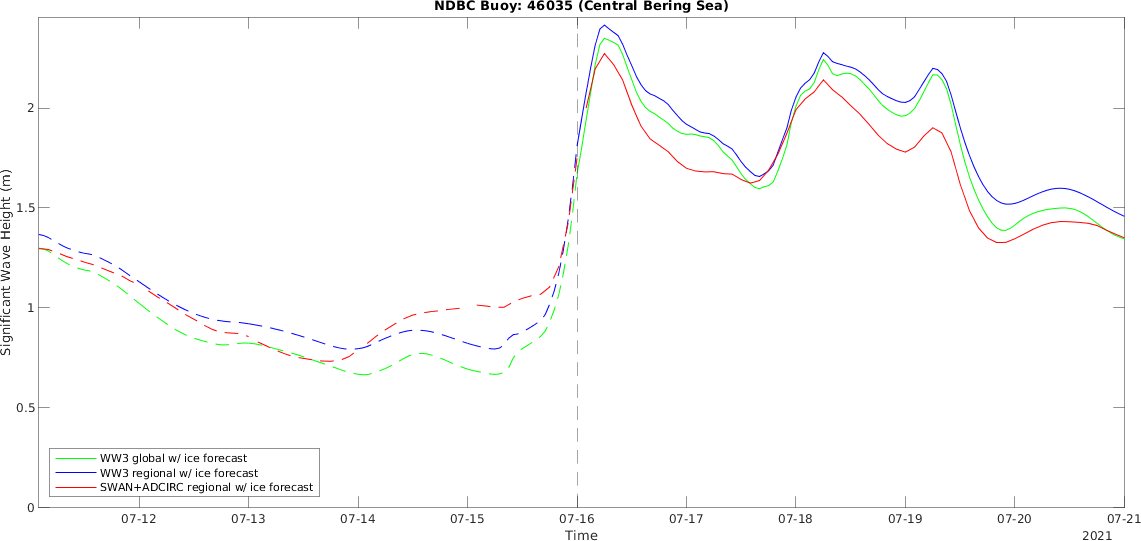 NDBC Buoy: 46035 (Central Bering Sea)
Significant Wave Height (m)
2
1.5
1
0.5
0
WW3 global w/ ice forecast
WW3 regional w/ ice forecast
SWAN+ADCIRC regional w/ ice forecast
07-12 07-13 07-14 07-15 07-16 07-17 07-18 07-19 07-20 07-21
Time
2021